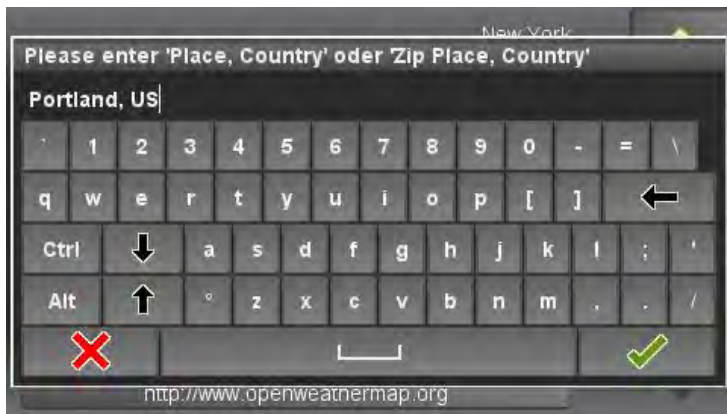 New York
Please enter 'Place, Country' oder 'Zip Place, Country'
Portland, US
` 1 2 3 4 5 6 7 8 9 0 - = \
q w e r t y u i o p [ ]
Ctrl a s d f g h j k l ; '
Alt ° z x c v b n m , . /
http://www.openweathermap.org